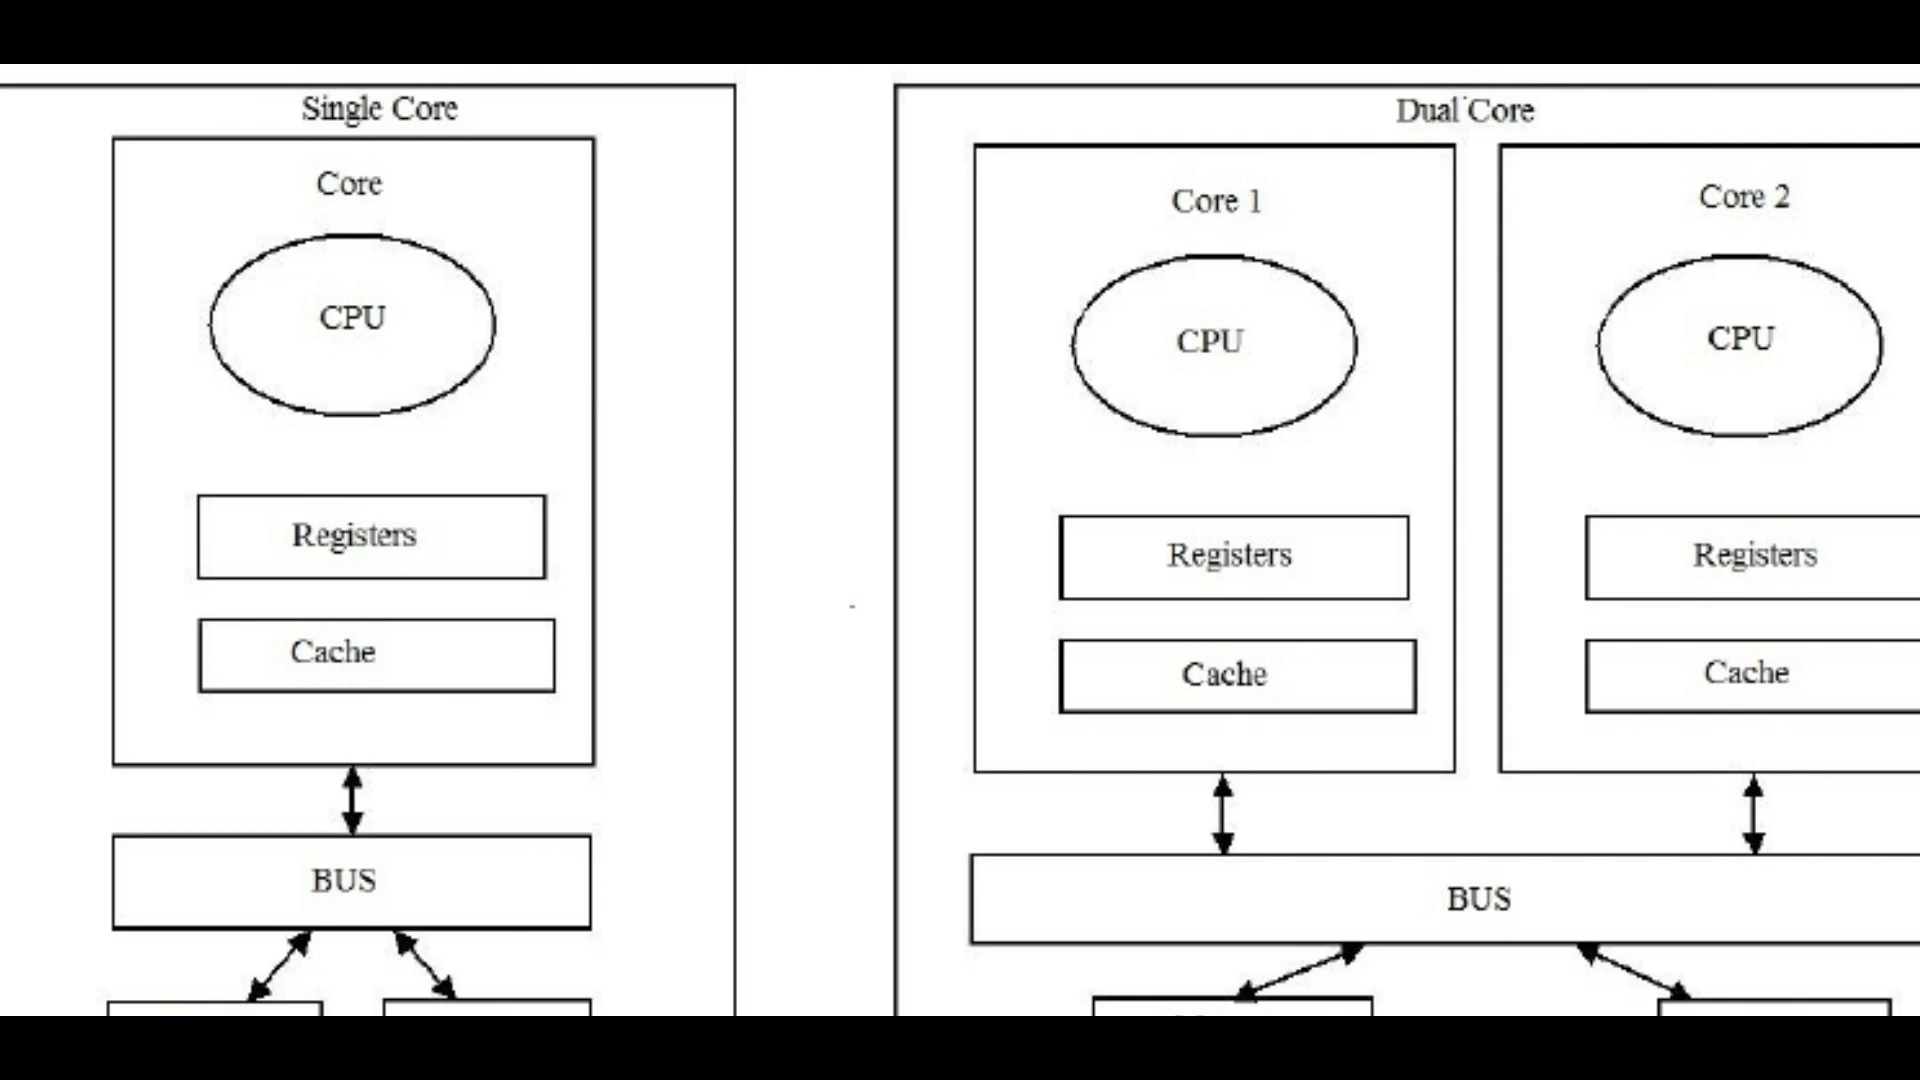 Single Core
Core
CPU
Registers
Cache
BUS
Dual Core
Core 1
CPU
Registers
Cache
Core 2
CPU
Registers
Cache
BUS